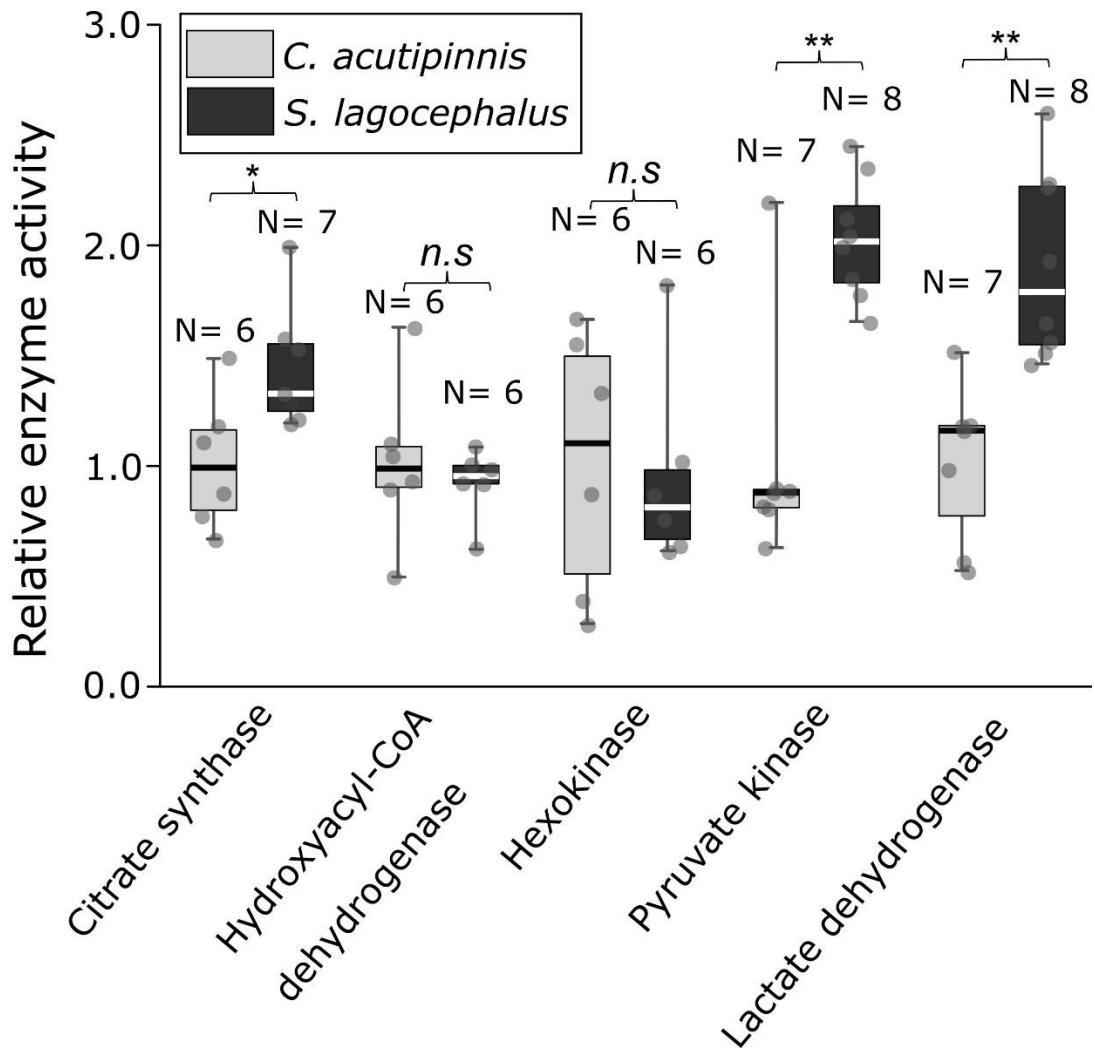 3.0
2.0
1.0
0.0
Relative enzyme activity
C. acutipinnis
S. lagocephalus
*
N= 6
N= 7
n.s
N= 6
N= 6
n.s
N= 6
N= 6
**
N= 7
N= 8
**
N= 7
N= 8
Citrate synthase
Hydroxyacyl-CoA
dehydrogenase
Hexokinase
Pyruvate kinase
Lactate dehydrogenase